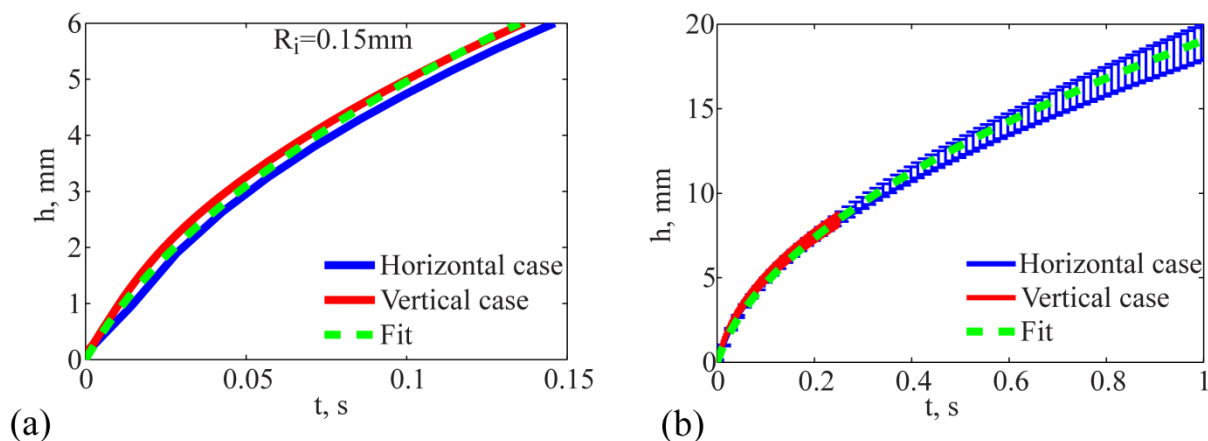 6
5
4
3
2
1
0
h, mm
R_i=0.15mm
Horizontal case
Vertical case
Fit
0
0.05
0.1
0.15
t, s
(a)
20
15
10
5
0
h, mm
Horizontal case
Vertical case
Fit
0
0.2
0.4
0.6
0.8
1
t, s
(b)